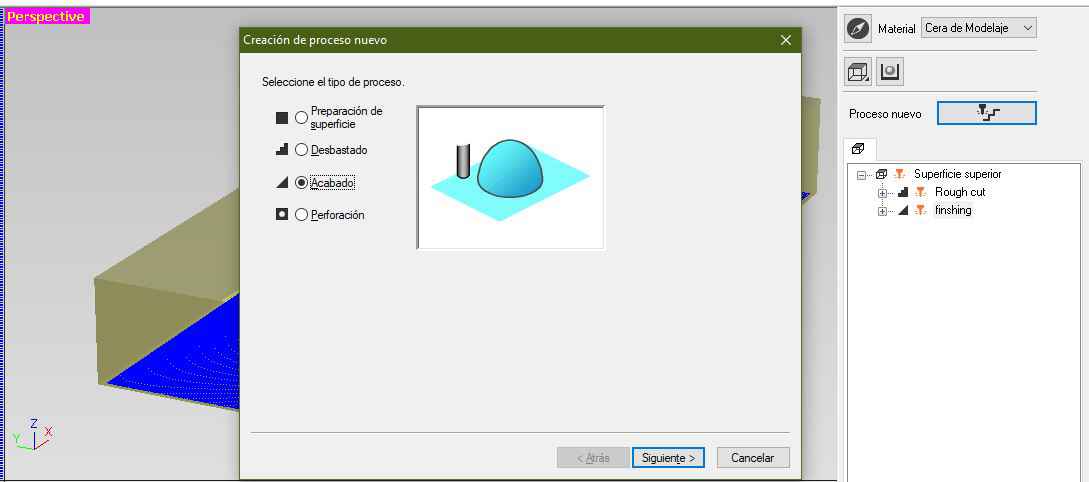 Perspective
Creación de proceso nuevo
Seleccione el tipo de proceso.
Preparación de
superficie
Desbastado
Acabado
Perforación
< Atrás
Siguiente >
Cancelar
Material
Cera de Modelaje
Proceso nuevo
Superficie superior
Rough cut
finshing
Z
Y
X